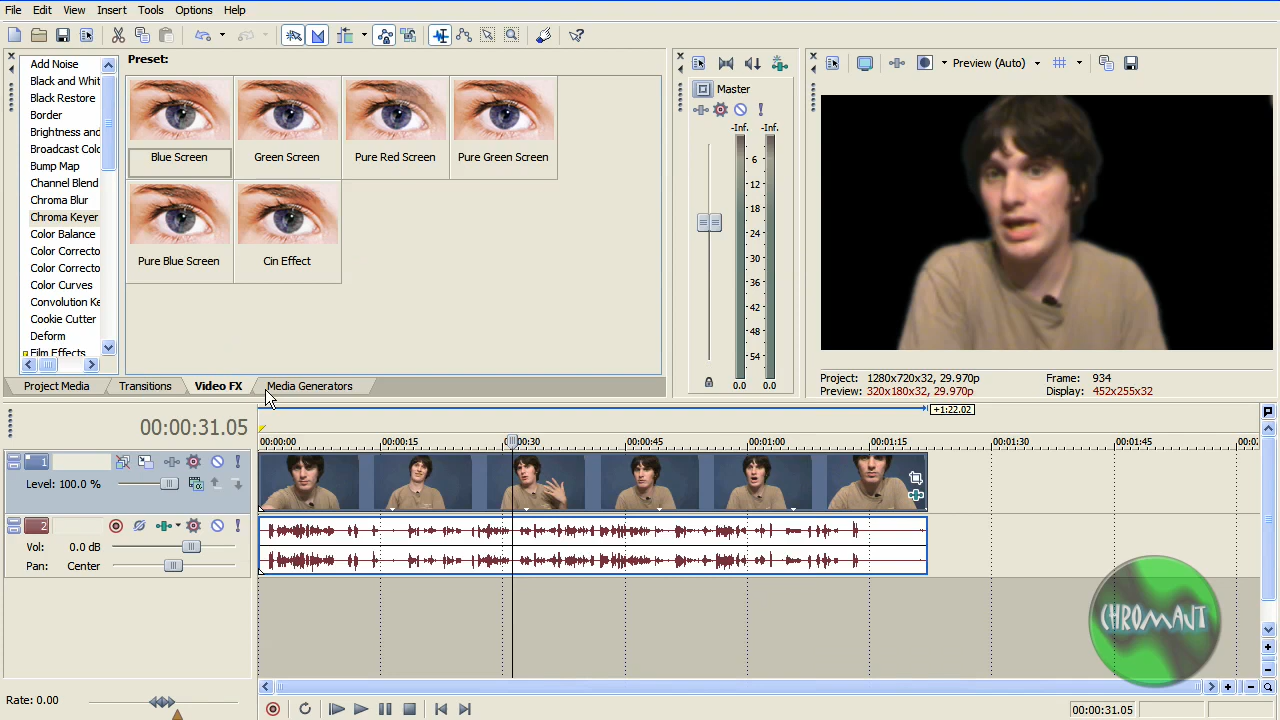 File Edit View Insert Tools Options Help
Preset:
Add Noise
Black and Whit
Black Restore
Border
Brightness and
Broadcast Colo
Bump Map
Channel Blend
Chroma Blur
Chroma Keyer
Color Balance
Color Correcto
Color Correcto
Color Curves
Convolution Ke
Cookie Cutter
Deform
Film Effects
Blue Screen Green Screen Pure Red Screen Pure Green Screen
Pure Blue Screen Cin Effect
Project Media Transitions Video FX Media Generators
Master
-Inf. -Inf.
6
12
18
24
30
36
42
48
54
0.0 0.0
Preview (Auto)
Project: 1280x720x32, 29.970p Frame: 934
Preview: 320x180x32, 29.970p Display: 452x255x32
00:00:31.05
+1:22.02
00:00:00 00:00:15 00:00:30 00:00:45 00:01:00 00:01:15 00:01:30 00:01:45
1
Level: 100.0 %
2
Vol: 0.0 dB
Pan: Center
CHROMAJT
Rate: 0.00
00:00:31.05